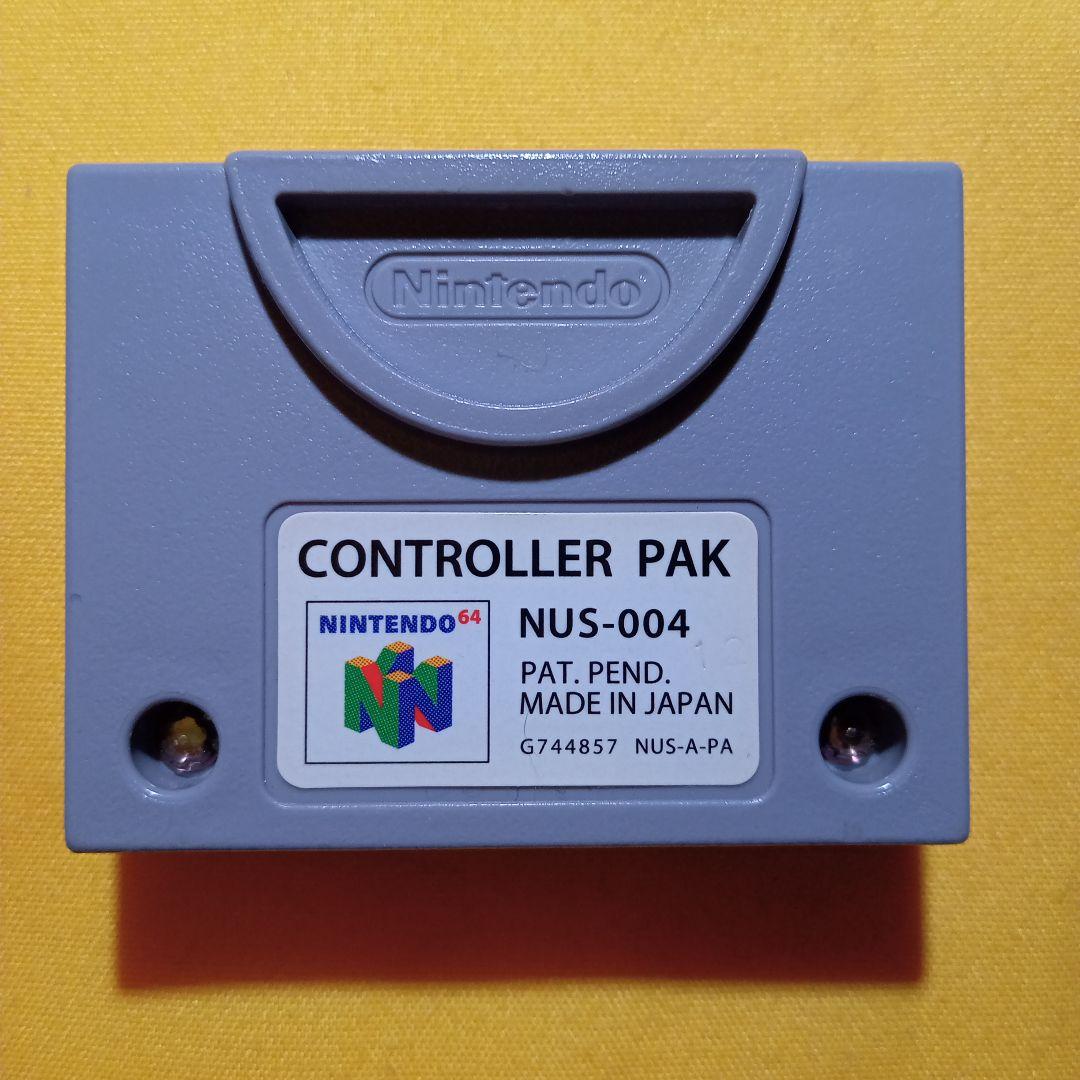 Nintendo
CONTROLLER PAK
NINTENDO64
NUS-004
PAT. PEND.
MADE IN JAPAN
G744857 NUS-A-PA